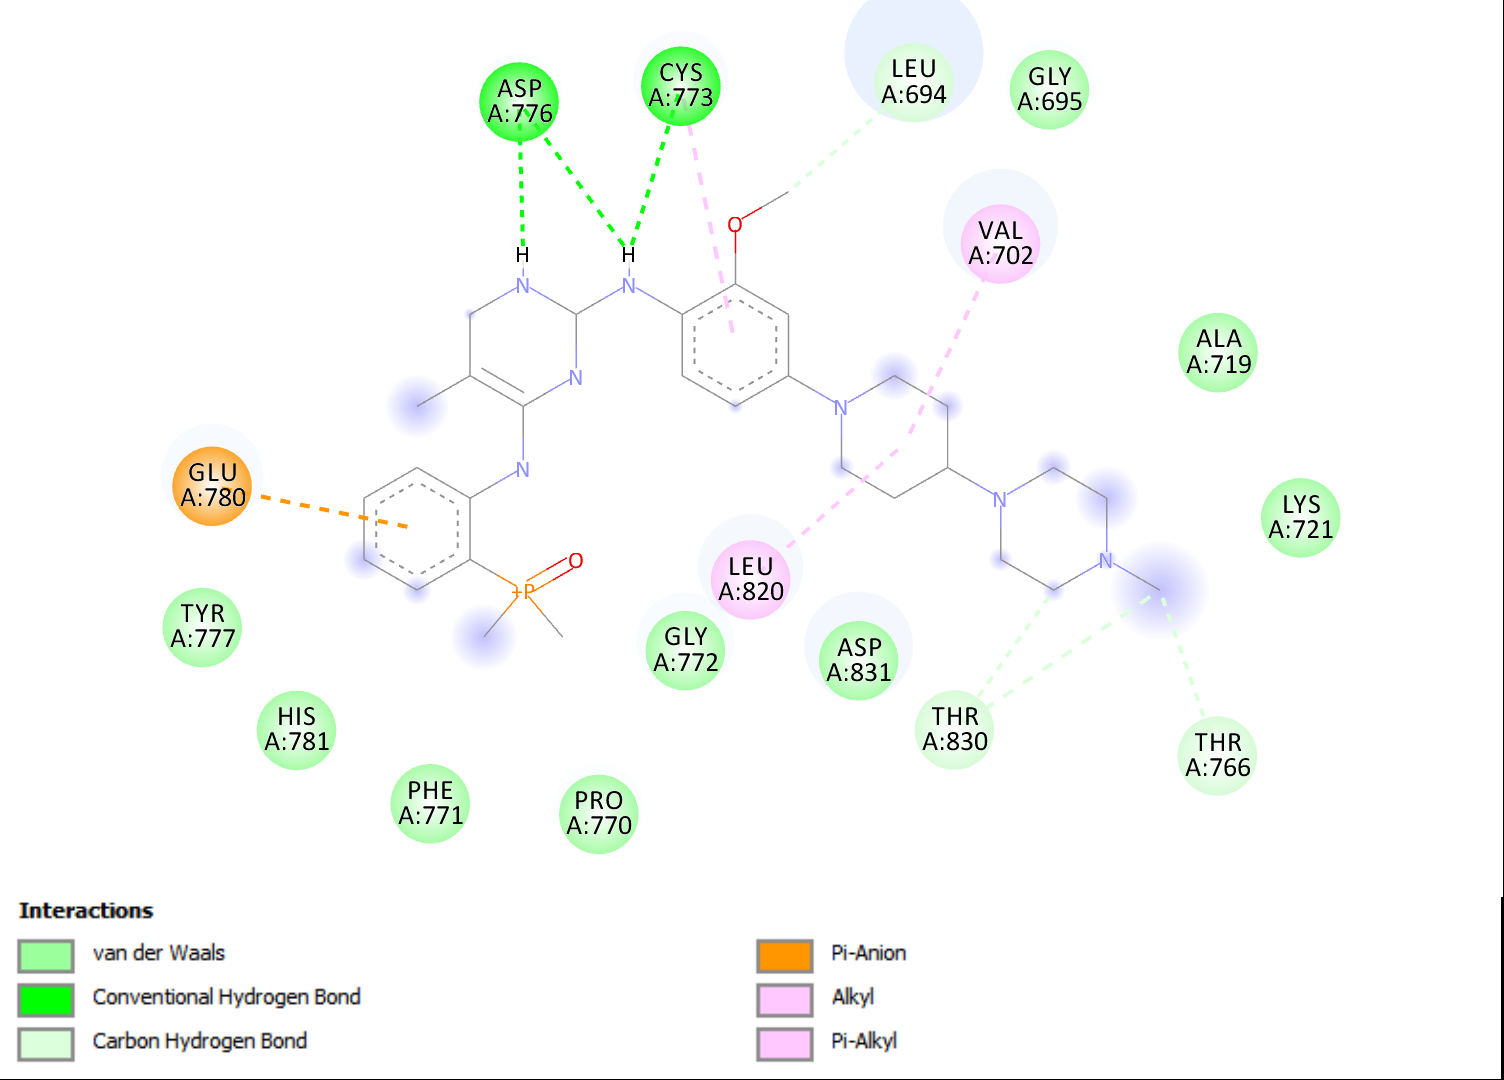 ASP
A:776
CYS
A:773
LEU
A:694
GLY
A:695
VAL
A:702
ALA
A:719
LYS
A:721
GLU
A:780
TYR
A:777
HIS
A:781
PHE
A:771
PRO
A:770
GLY
A:772
LEU
A:820
ASP
A:831
THR
A:830
THR
A:766
H
H
N
N
O
N
N
N
N
N
O
+P
Interactions
van der Waals
Conventional Hydrogen Bond
Carbon Hydrogen Bond
Pi-Anion
Alkyl
Pi-Alkyl